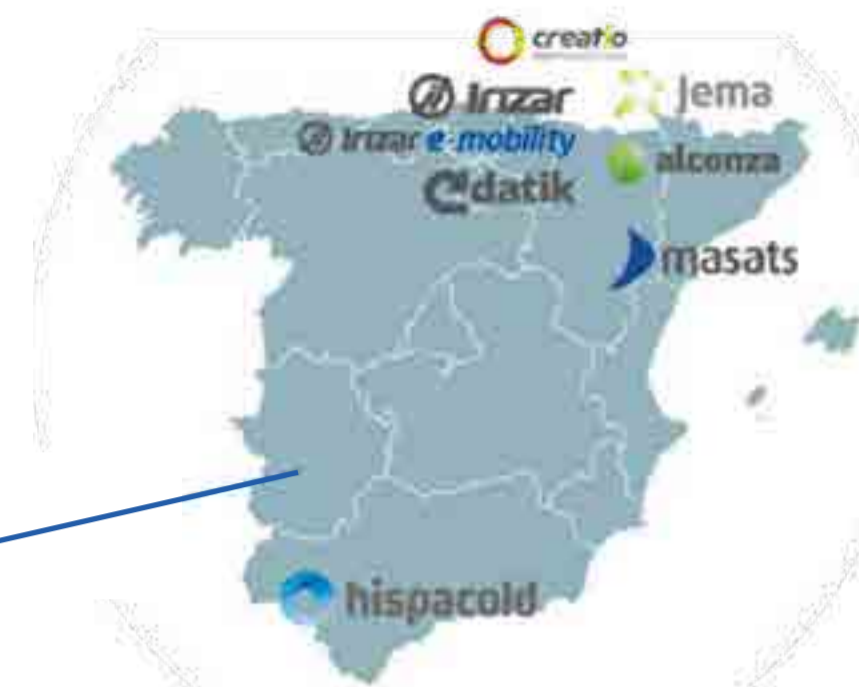 creatio
Irizar
jema
Irizar e-mobility
alconza
datik
masats
hispacold